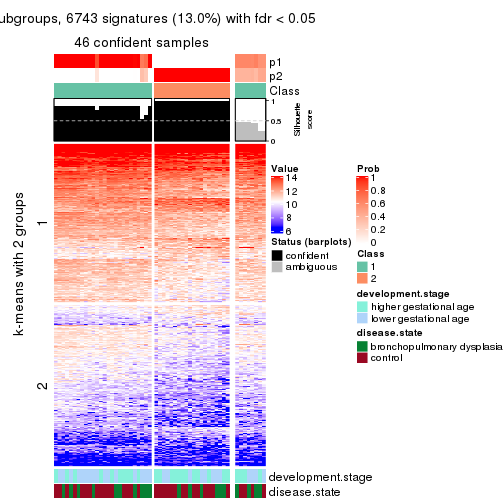 ubgroups, 6743 signatures (13.0%) with fdr < 0.05
46 confident samples
p1
p2
Class
1
0.5
0
Silhouette
score
k-means with 2 groups
1
2
Value
14
12
10
8
6
Status (barplots)
confident
ambiguous
Prob
1
0.8
0.6
0.4
0.2
0
Class
1
2
development.stage
higher gestational age
lower gestational age
disease.state
bronchopulmonary dysplasia
control
development.stage
disease.state